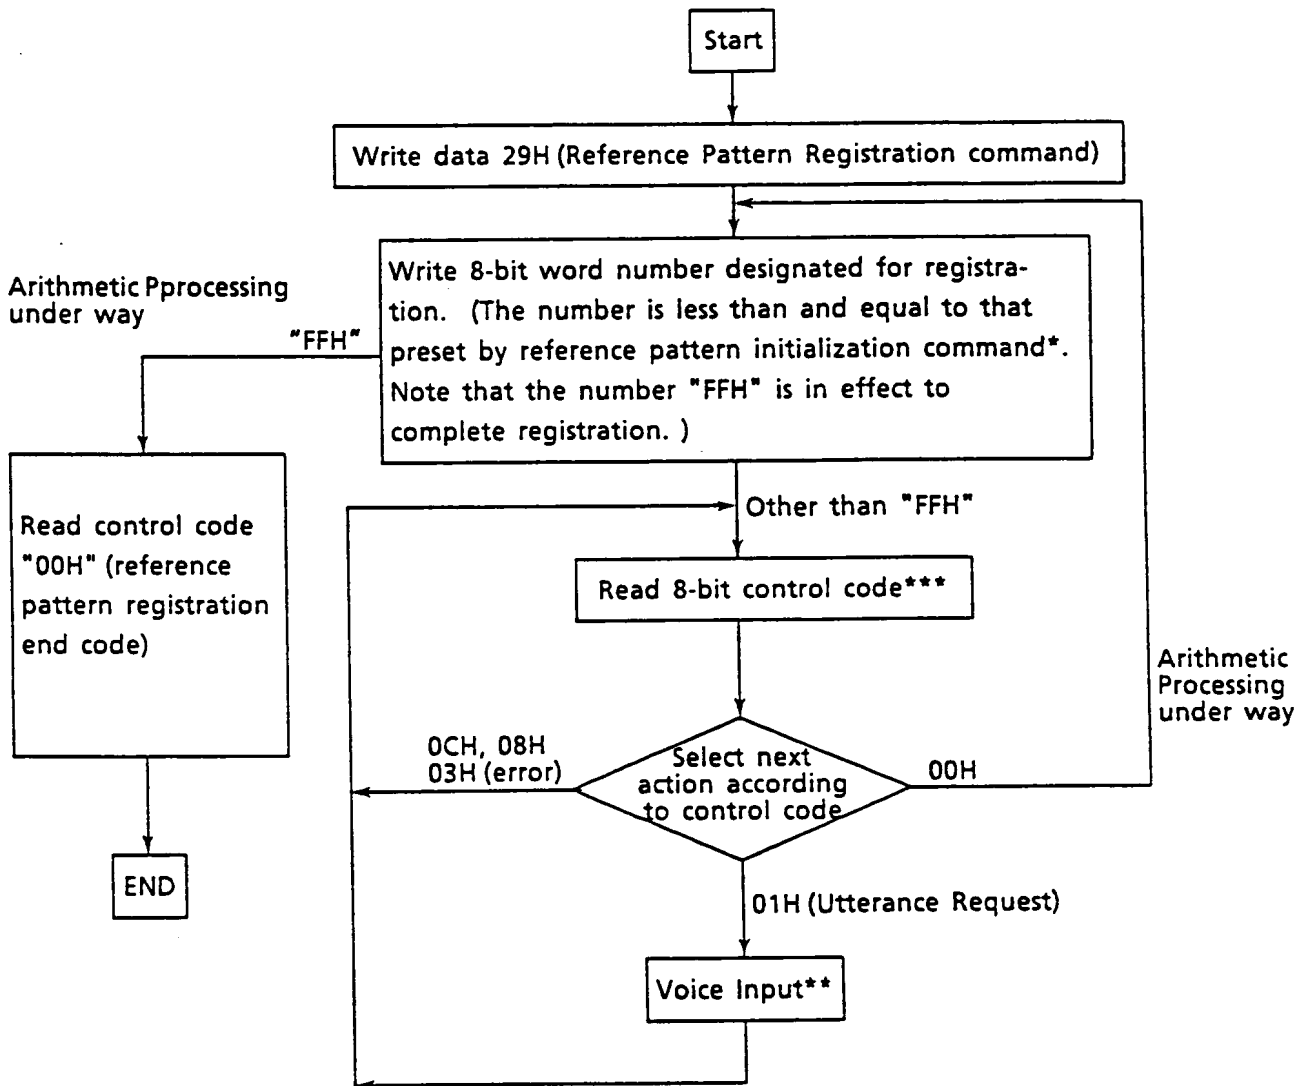 Start
Write data 29H (Reference Pattern Registration command)
Write 8-bit word number designated for registra-
tion. (The number is less than and equal to that
preset by reference pattern initialization command*.
Note that the number "FFH" is in effect to
complete registration. )
Arithmetic Pprocessing
under way
"FFH"
Read control code
"00H" (reference
pattern registration
end code)
END
Other than "FFH"
Read 8-bit control code***
Select next
action according
to control code
0CH, 08H
03H (error)
00H
Arithmetic
Processing
under way
01H (Utterance Request)
Voice Input**